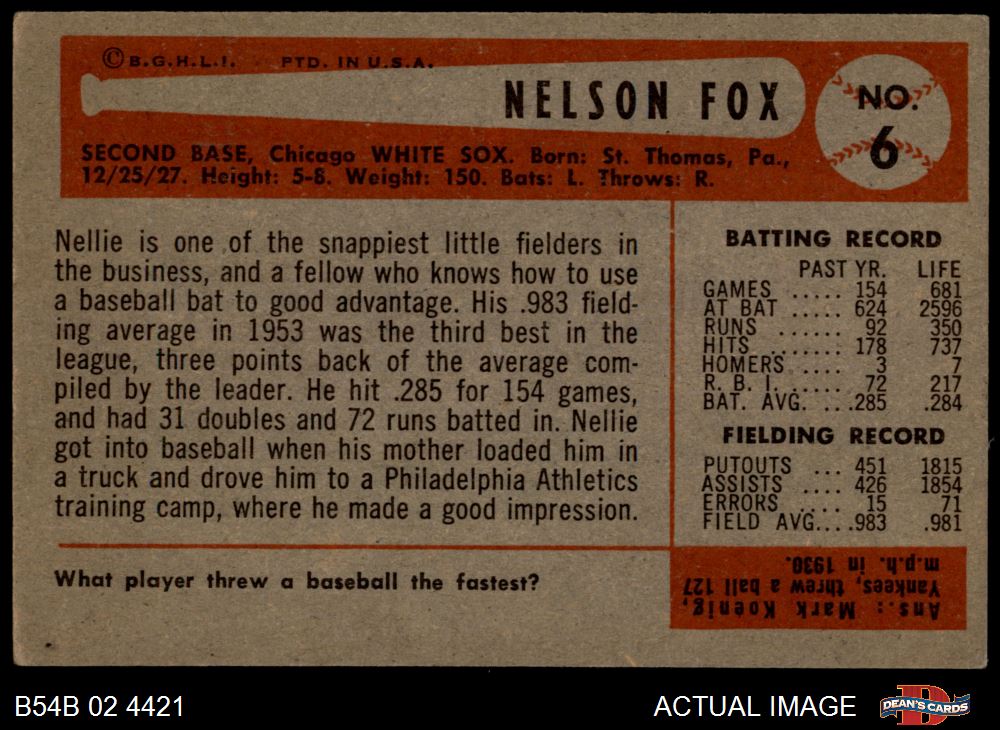 © B.G.H.L.I. PTD. IN U.S.A.
NELSON FOX
NO.
6
SECOND BASE, Chicago WHITE SOX. Born: St. Thomas, Pa.,
12/25/27. Height: 5-8. Weight: 150. Bats: L. Throws: R.
Nellie is one of the snappiest little fielders in
the business, and a fellow who knows how to use
a baseball bat to good advantage. His .983 field-
ing average in 1953 was the third best in the
league, three points back of the average com-
piled by the leader. He hit .285 for 154 games,
and had 31 doubles and 72 runs batted in. Nellie
got into baseball when his mother loaded him in
a truck and drove him to a Philadelphia Athletics
training camp, where he made a good impression.
BATTING RECORD
PAST YR. LIFE
GAMES ..... 154 681
AT BAT ..... 624 2596
RUNS ...... 92 350
HITS ....... 178 737
HOMERS .... 3 7
R. B. I. ...... 72 217
BAT. AVG. ...285 .284
FIELDING RECORD
PUTOUTS ... 451 1815
ASSISTS .... 426 1854
ERRORS .... 15 71
FIELD AVG....983 .981
What player threw a baseball the fastest?
Ans.: Mark Koenig,
Yankees, threw a ball 127
m.p.h. in 1930.
B54B 02 4421
ACTUAL IMAGE
D
DEAN'S CARDS